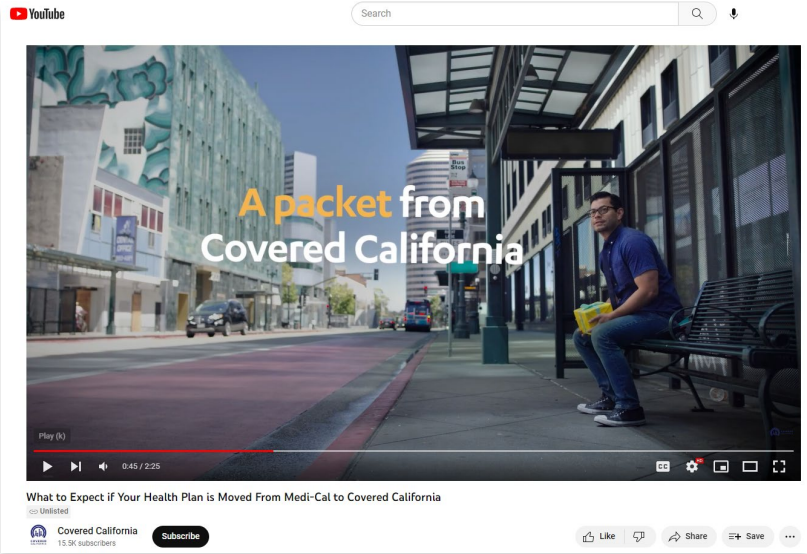 YouTube
Search
Bus
Stop
A packet from
Covered California
Play (k)
0:45 / 2:25
CC
HD
What to Expect if Your Health Plan is Moved From Medi-Cal to Covered California
Unlisted
Covered California
15.5K subscribers
Subscribe
Like
Share
Save